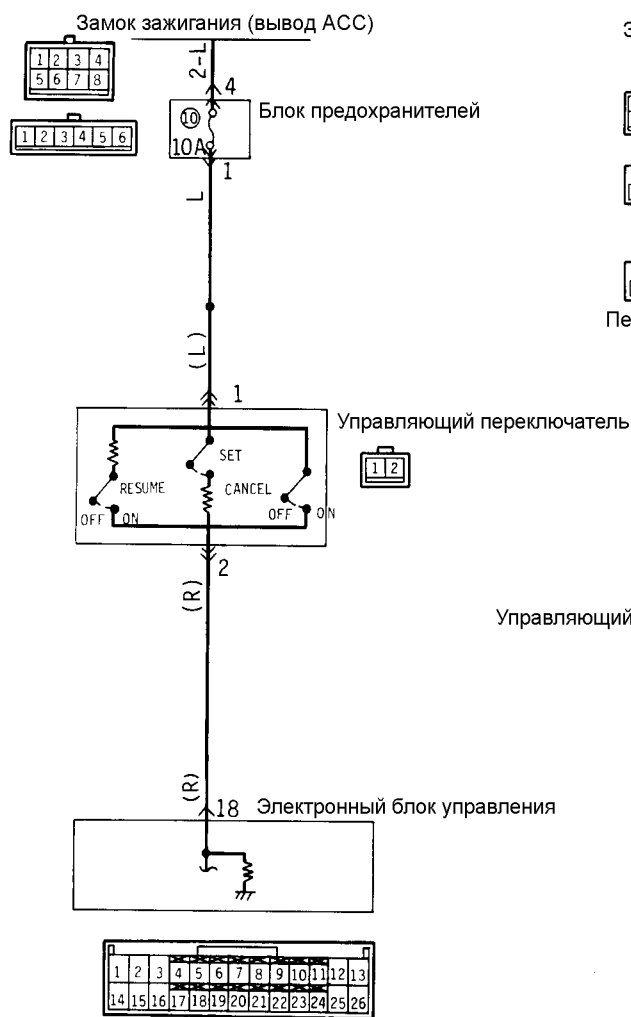 Замок зажигания (вывод АСС)
З
1 2 3 4
5 6 7 8
2-L
4
Блок предохранителей
10
10A
1 2 3 4 5 6
1
L
Пе
(L)
1
Управляющий переключатель
1 2
SET
RESUME
CANCEL
OFF ON
OFF ON
2
(R)
Управляющий
(R)
18 Электронный блок управления
1 2 3 4 5 6 7 8 9 10 11 12 13
14 15 16 17 18 19 20 21 22 23 24 25 26